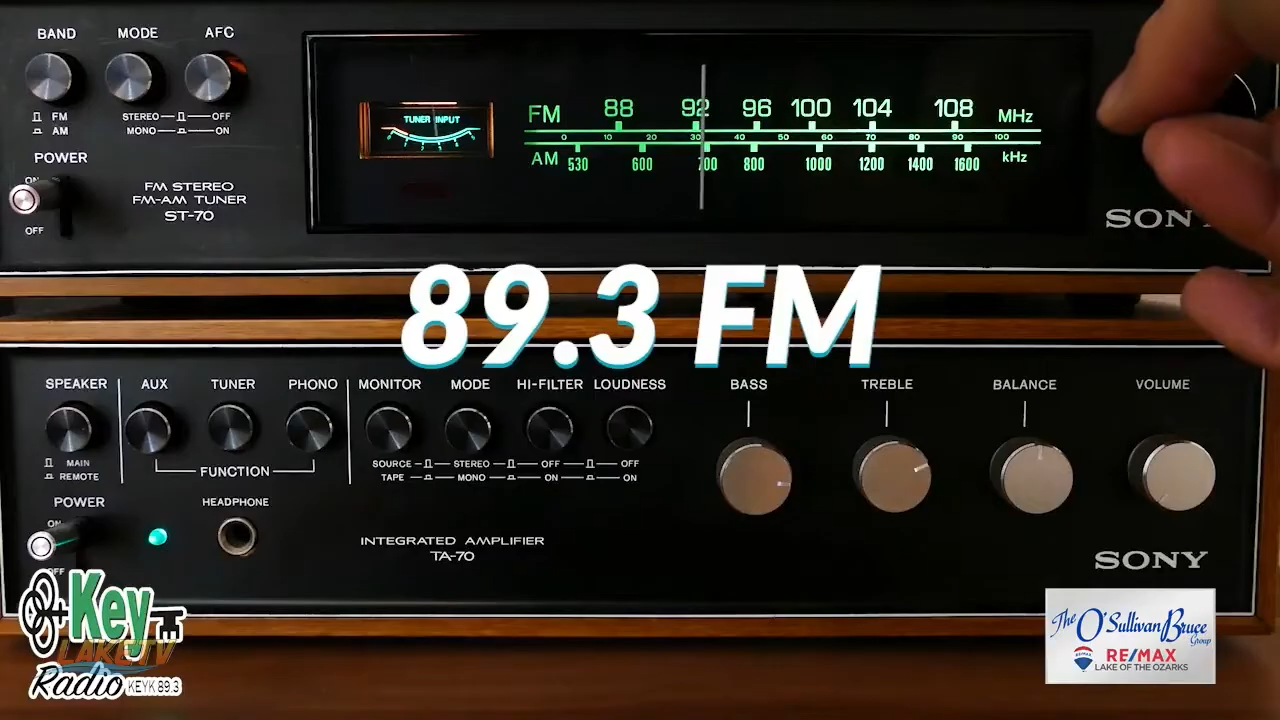 BAND MODE AFC
FM
AM
STEREO OFF
MONO ON
POWER
ON
OFF
FM STEREO
FM-AM TUNER
ST-70
TUNER INPUT
FM 88 92 96 100 104 108 MHz
0 10 20 30 40 50 60 70 80 90 100
AM 530 600 700 800 1000 1200 1400 1600 kHz
SONY
89.3 FM
SPEAKER AUX TUNER PHONO MONITOR MODE HI-FILTER LOUDNESS BASS TREBLE BALANCE VOLUME
MAIN
REMOTE
FUNCTION
SOURCE STEREO OFF OFF
TAPE MONO ON ON
POWER
ON
OFF
HEADPHONE
INTEGRATED AMPLIFIER
TA-70
SONY
Key
LAKE TV
Radio KEYK 89.3
The O'Sullivan Bruce
Group
RE/MAX
LAKE OF THE OZARKS